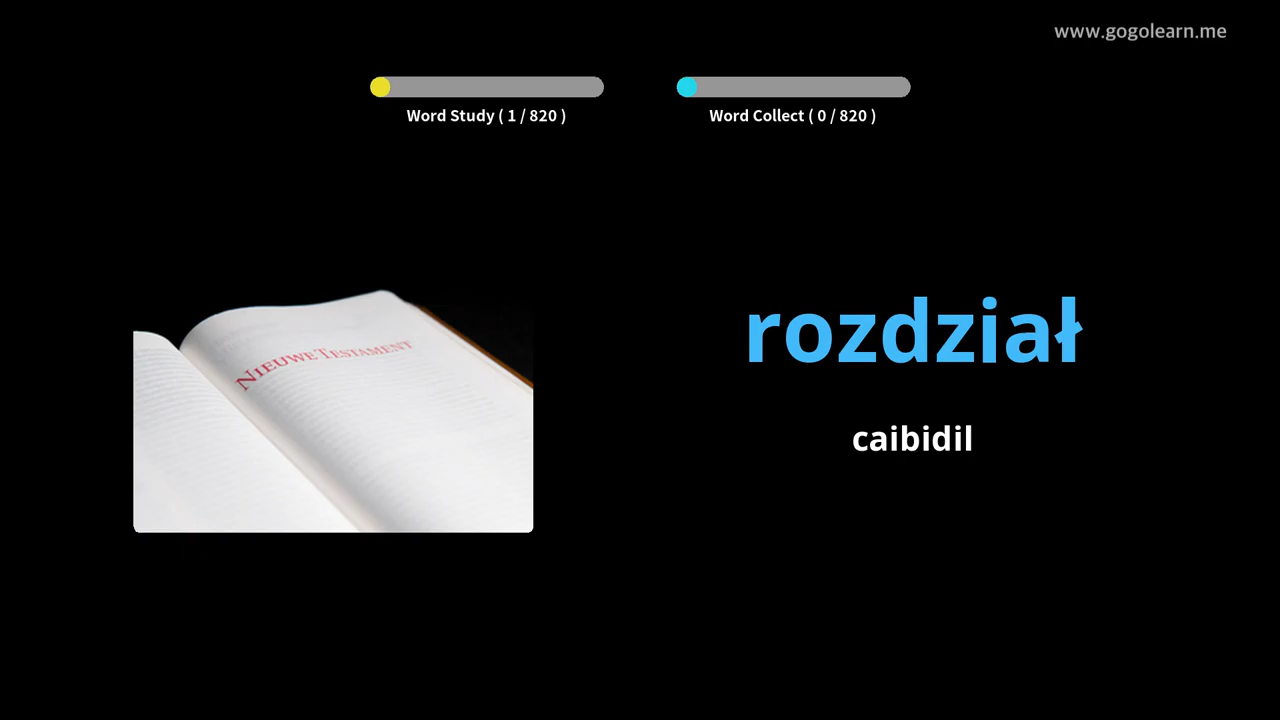 www.gogolearn.me
Word Study ( 1 / 820 )
Word Collect ( 0 / 820 )
NIEUWE TESTAMENT
rozdział
caibidil